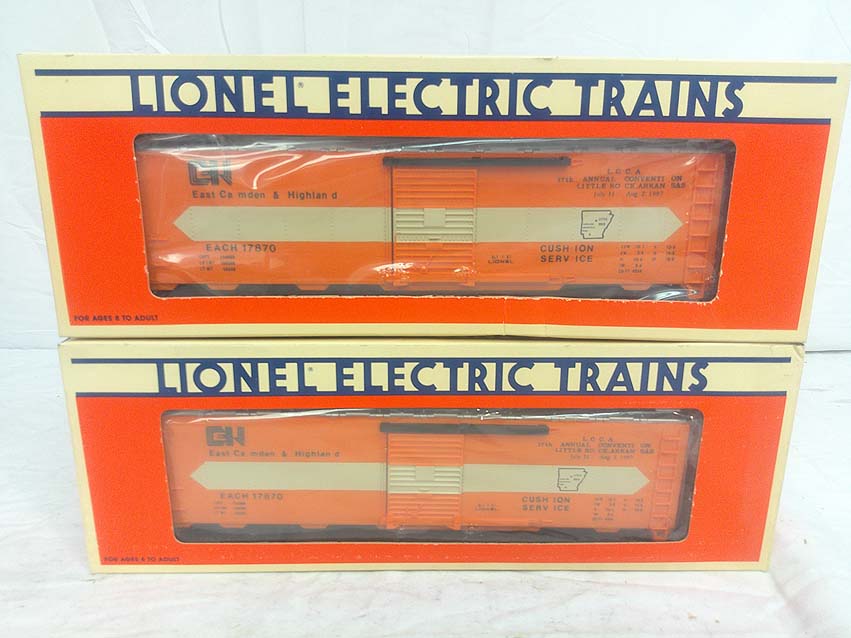 LIONEL® ELECTRIC TRAINS
L.C.C.A
17th ANNUAL CONVENTION
East Camden & Highland
LITTLE ROCK, ARKANSAS
EACH 17870
CUSHION
SERVICE
LIONEL
FOR AGES 8 TO ADULT
LIONEL® ELECTRIC TRAINS
L.C.C.A
17th ANNUAL CONVENTION
East Camden & Highland
LITTLE ROCK, ARKANSAS
EACH 17870
CUSHION
SERVICE
LIONEL
FOR AGES 8 TO ADULT